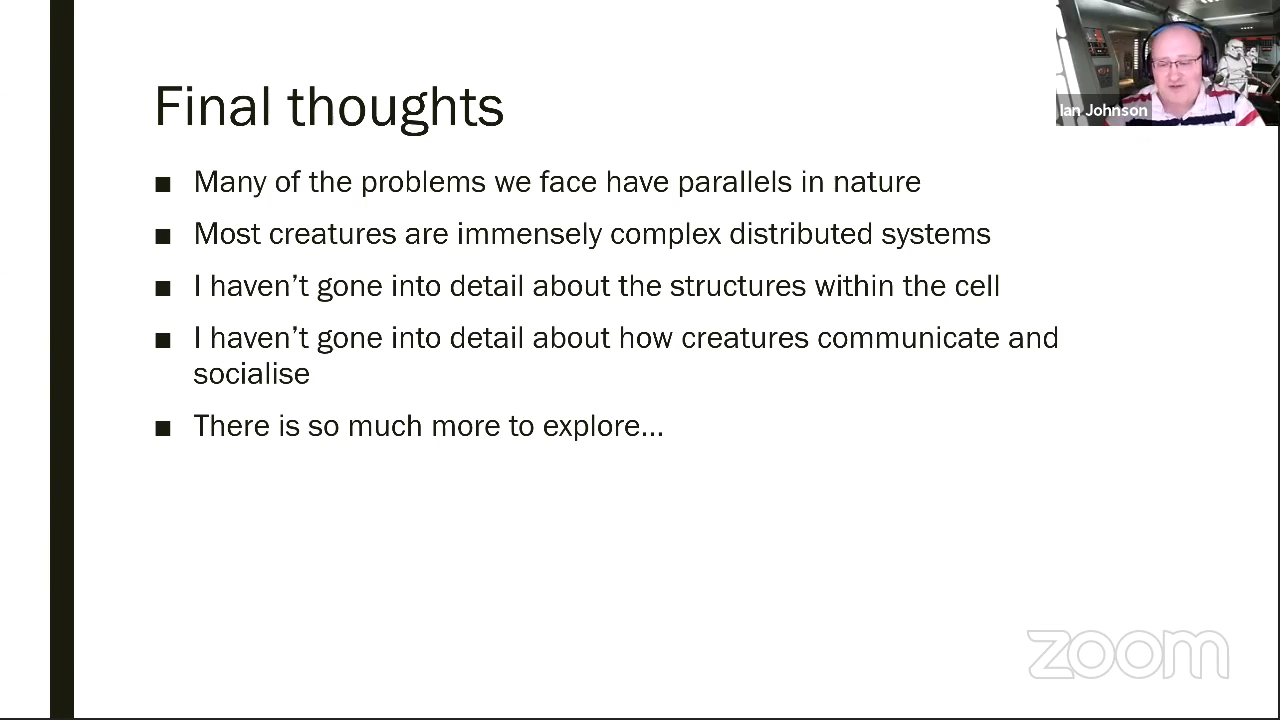 Final thoughts
Many of the problems we face have parallels in nature
Most creatures are immensely complex distributed systems
I haven’t gone into detail about the structures within the cell
I haven’t gone into detail about how creatures communicate and
socialise
There is so much more to explore…
Ian Johnson
zoom